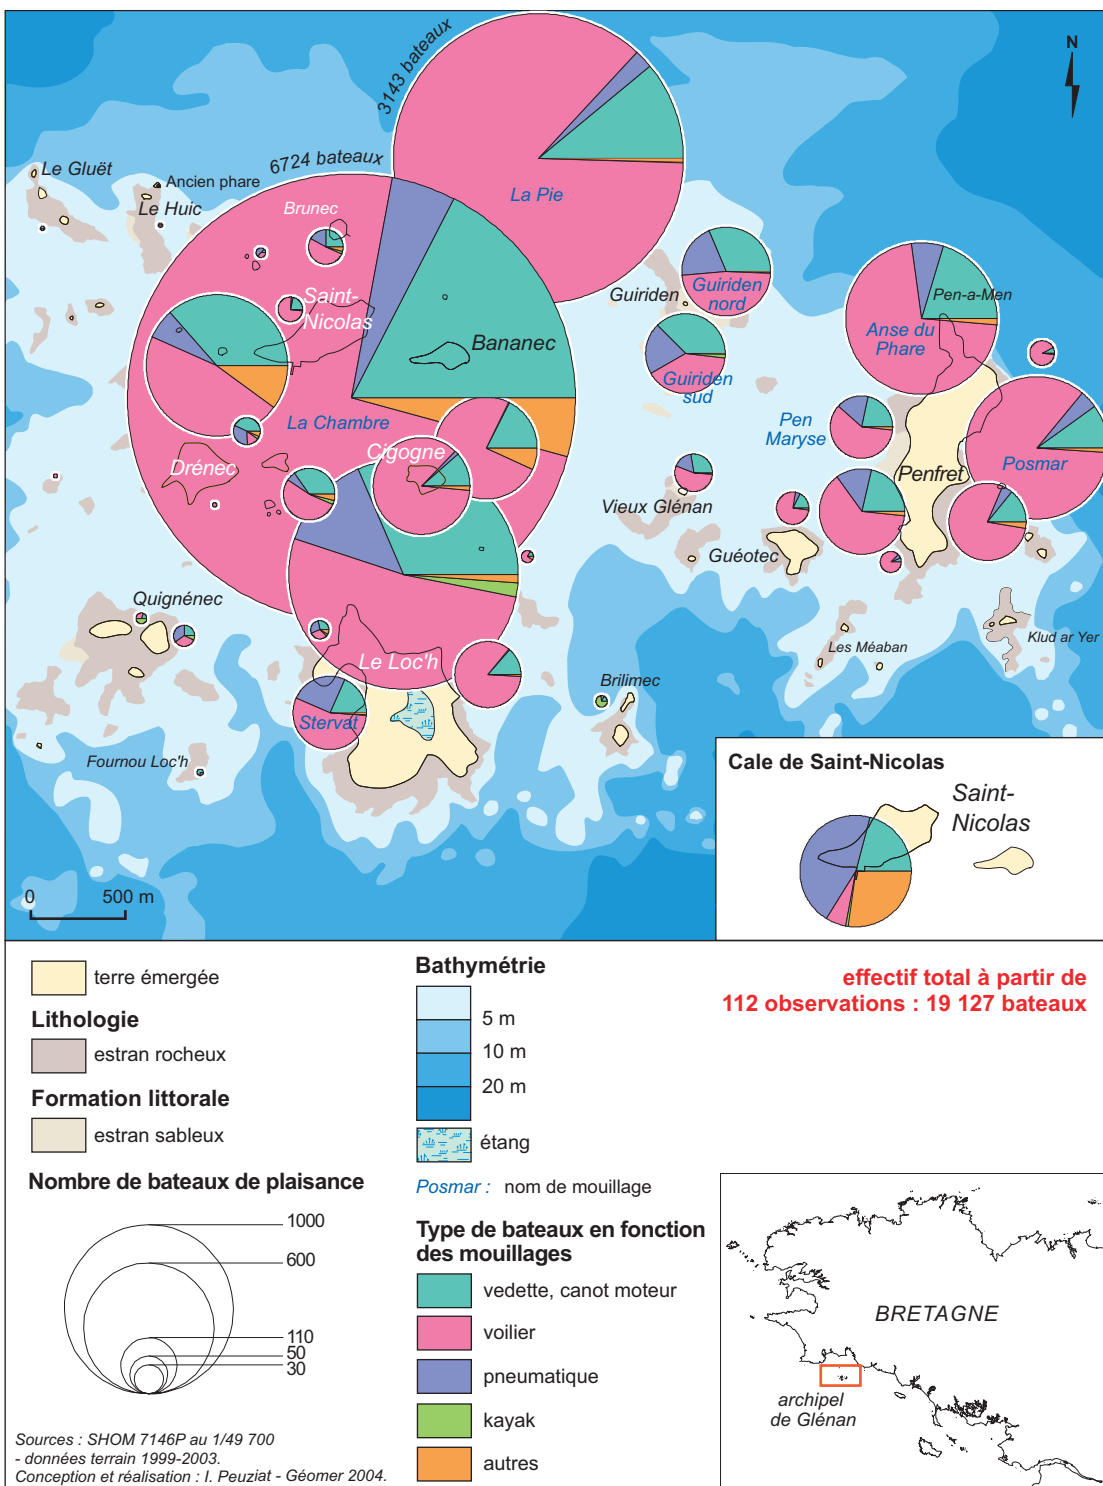 3143 bateaux
N
6724 bateaux
Le Gluët
Ancien phare
Le Huic
Brunec
La Pie
Guiriden
Guiriden
nord
Pen-a-Men
Saint-
Nicolas
Bananec
Anse du
Phare
Guiriden
sud
La Chambre
Cigogne
Pen
Maryse
Drénec
Penfret
Posmar
Vieux Glénan
Guéotec
Quignénec
Le Loc'h
Les Méaban
Klud ar Yer
Brilimec
Stervat
Fournou Loc'h
Cale de Saint-Nicolas
Saint-
Nicolas
0 500 m
terre émergée
Lithologie
estran rocheux
Formation littorale
estran sableux
Nombre de bateaux de plaisance
1000
600
110
50
30
Sources : SHOM 7146P au 1/49 700
- données terrain 1999-2003.
Conception et réalisation : I. Peuziat - Géomer 2004.
Bathymétrie
5 m
10 m
20 m
étang
Posmar : nom de mouillage
Type de bateaux en fonction
des mouillages
vedette, canot moteur
voilier
pneumatique
kayak
autres
effectif total à partir de
112 observations : 19 127 bateaux
BRETAGNE
archipel
de Glénan